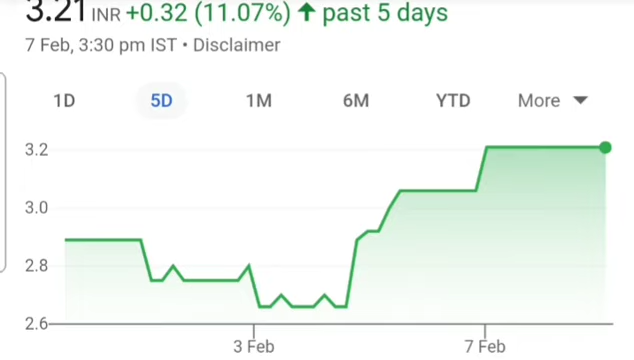 3.21 INR +0.32 (11.07%) ↑ past 5 days
7 Feb, 3:30 pm IST • Disclaimer
1D 5D 1M 6M YTD More
3.2
3.0
2.8
2.6
3 Feb 7 Feb